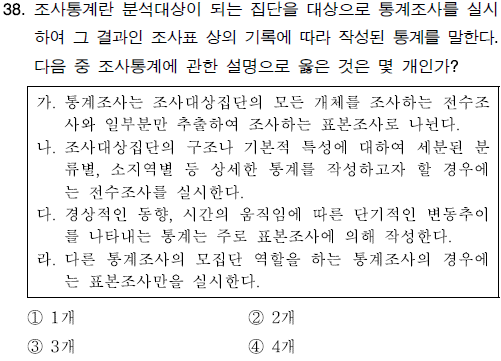 38. 조사통계란 분석대상이 되는 집단을 대상으로 통계조사를 실시
하여 그 결과인 조사표 상의 기록에 따라 작성된 통계를 말한다.
다음 중 조사통계에 관한 설명으로 옳은 것은 몇 개인가?
가. 통계조사는 조사대상집단의 모든 개체를 조사하는 전수조
사와 일부분만 추출하여 조사하는 표본조사로 나뉜다.
나. 조사대상집단의 구조나 기본적 특성에 대하여 세분된 분
류별, 소지역별 등 상세한 통계를 작성하고자 할 경우에
는 전수조사를 실시한다.
다. 경상적인 동향, 시간의 움직임에 따른 단기적인 변동추이
를 나타내는 통계는 주로 표본조사에 의해 작성한다.
라. 다른 통계조사의 모집단 역할을 하는 통계조사의 경우에
는 표본조사만을 실시한다.
① 1개 ② 2개
③ 3개 ④ 4개